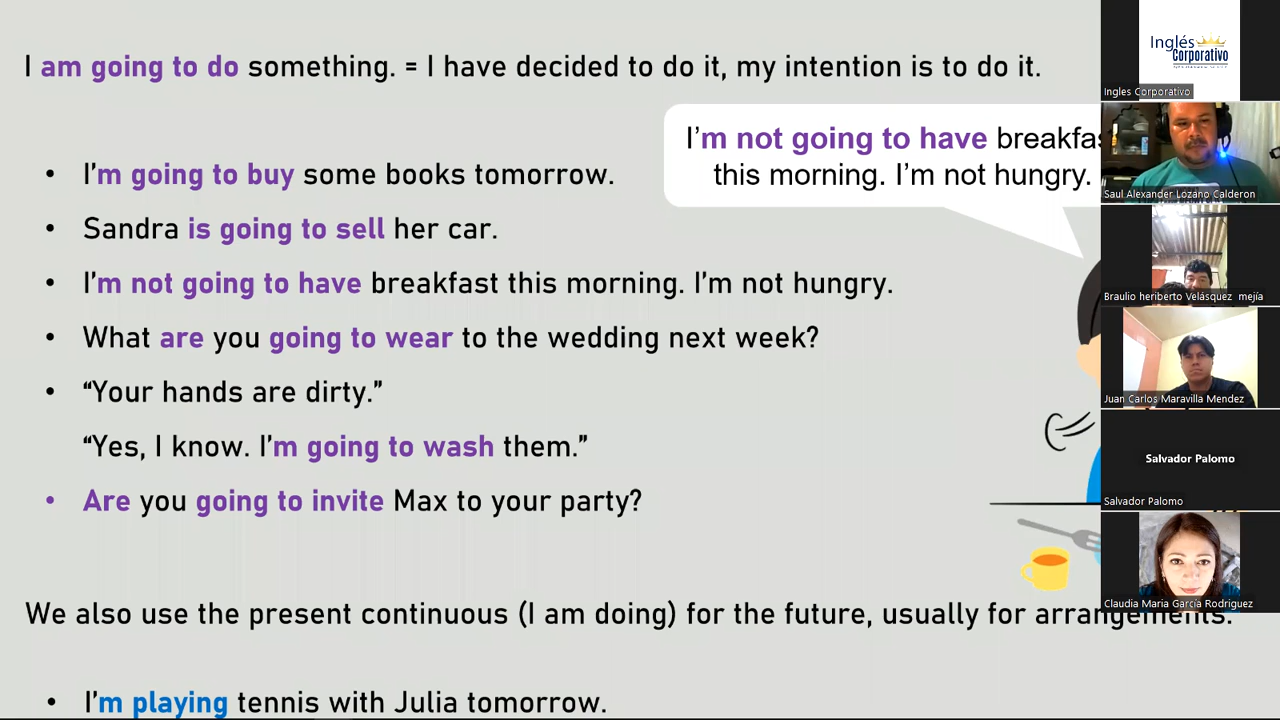 I am going to do something. = I have decided to do it, my intention is to do it.
I'm not going to have breakfas
this morning. I'm not hungry.
• I'm going to buy some books tomorrow.
• Sandra is going to sell her car.
• I'm not going to have breakfast this morning. I'm not hungry.
• What are you going to wear to the wedding next week?
• “Your hands are dirty.”
“Yes, I know. I'm going to wash them.”
• Are you going to invite Max to your party?
We also use the present continuous (I am doing) for the future, usually for arrangements.
• I'm playing tennis with Julia tomorrow.
Inglés
Corporativo
Ingles Corporativo
Saul Alexander Lozano Calderon
Braulio heriberto Velásquez mejía
Juan Carlos Maravilla Mendez
Salvador Palomo
Salvador Palomo
Claudia Maria García Rodriguez